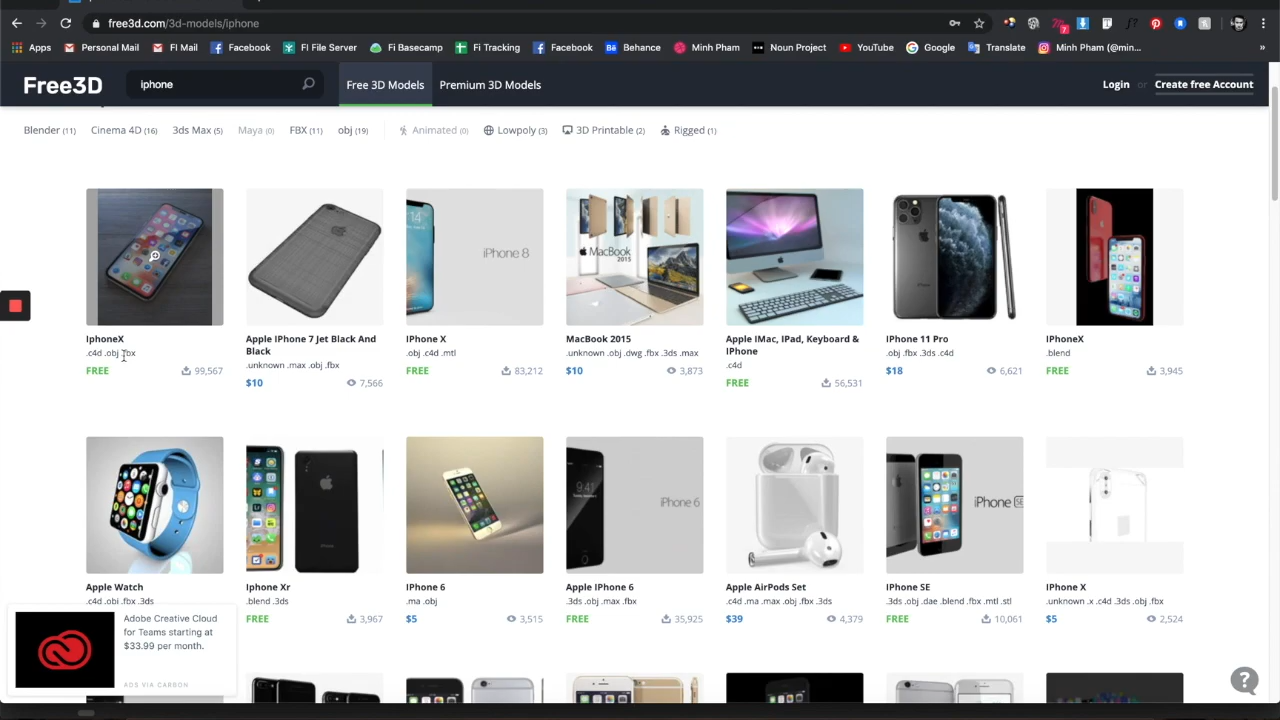 free3d.com/3d-models/iphone
Apps Personal Mail Fi Mail Facebook Fi File Server Fi Basecamp Fi Tracking Facebook Behance Minh Pham Noun Project YouTube Google Translate Minh Pham (@min... »
Free3D iphone Free 3D Models Premium 3D Models Login or Create free Account
Blender (11) Cinema 4D (16) 3ds Max (5) Maya (0) FBX (11) obj (19) Animated (0) Lowpoly (3) 3D Printable (2) Rigged (1)
iPhone 8
MacBook
2015
IphoneX
.c4d .obj .fbx
FREE 99,567
Apple IPhone 7 Jet Black And
Black
.unknown .max .obj .fbx
$10 7,566
IPhone X
.obj .c4d .mtl
FREE 83,212
MacBook 2015
.unknown .obj .dwg .fbx .3ds .max
$10 3,873
Apple IMac, IPad, Keyboard &
IPhone
.c4d
FREE 56,531
IPhone 11 Pro
.obj .fbx .3ds .c4d
$18 6,621
IPhoneX
.blend
FREE 3,945
9:41
iPhone 6
iPhone SE
Apple Watch
.c4d .obj .fbx .3ds
Iphone Xr
.blend .3ds
FREE 3,967
IPhone 6
.ma .obj
$5 3,515
Apple IPhone 6
.3ds .obj .max .fbx
FREE 35,925
Apple AirPods Set
.c4d .ma .max .obj .fbx .3ds
$39 4,379
IPhone SE
.3ds .obj .dae .blend .fbx .mtl .stl
FREE 10,061
IPhone X
.unknown .x .c4d .3ds .obj .fbx
$5 2,524
Adobe Creative Cloud
for Teams starting at
$33.99 per month.
ADS VIA CARBON
?